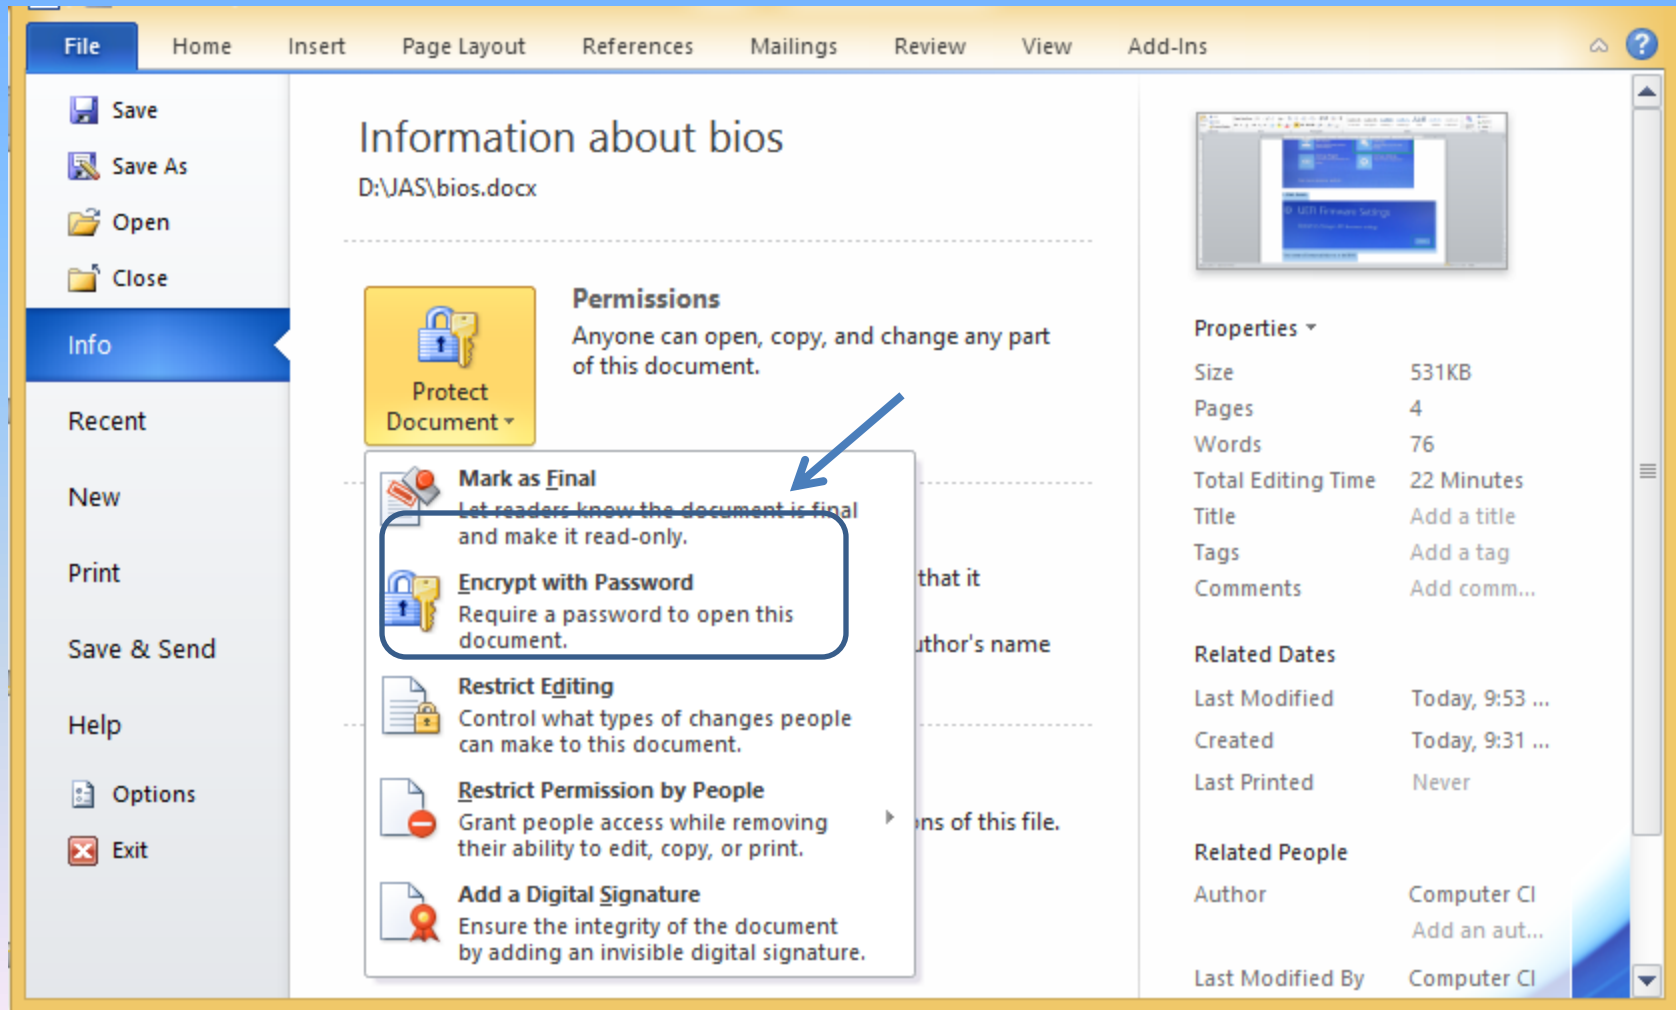 File Home Insert Page Layout References Mailings Review View Add-Ins
Save
Save As
Open
Close
Info
Recent
New
Print
Save & Send
Help
Options
Exit
Information about bios
D:\JAS\bios.docx
Protect
Document
Permissions
Anyone can open, copy, and change any part
of this document.
Mark as Final
Let readers know the document is final
and make it read-only.
Encrypt with Password
Require a password to open this
document.
Restrict Editing
Control what types of changes people
can make to this document.
Restrict Permission by People
Grant people access while removing
their ability to edit, copy, or print.
Add a Digital Signature
Ensure the integrity of the document
by adding an invisible digital signature.
that it
name
of this file.
UEFI Firmware Settings
Properties
Size 531KB
Pages 4
Words 76
Total Editing Time 22 Minutes
Title Add a title
Tags Add a tag
Comments Add comm...
Related Dates
Last Modified Today, 9:53 ...
Created Today, 9:31 ...
Last Printed Never
Related People
Author Computer CI
Add an aut...
Last Modified By Computer CI